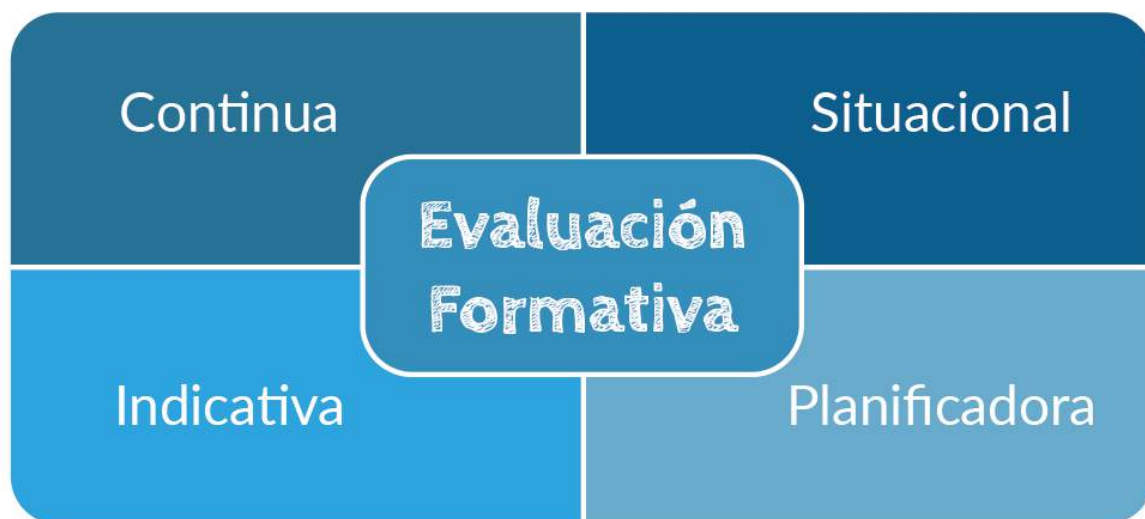 Continua
Situacional
Evaluación
Formativa
Indicativa
Planificadora